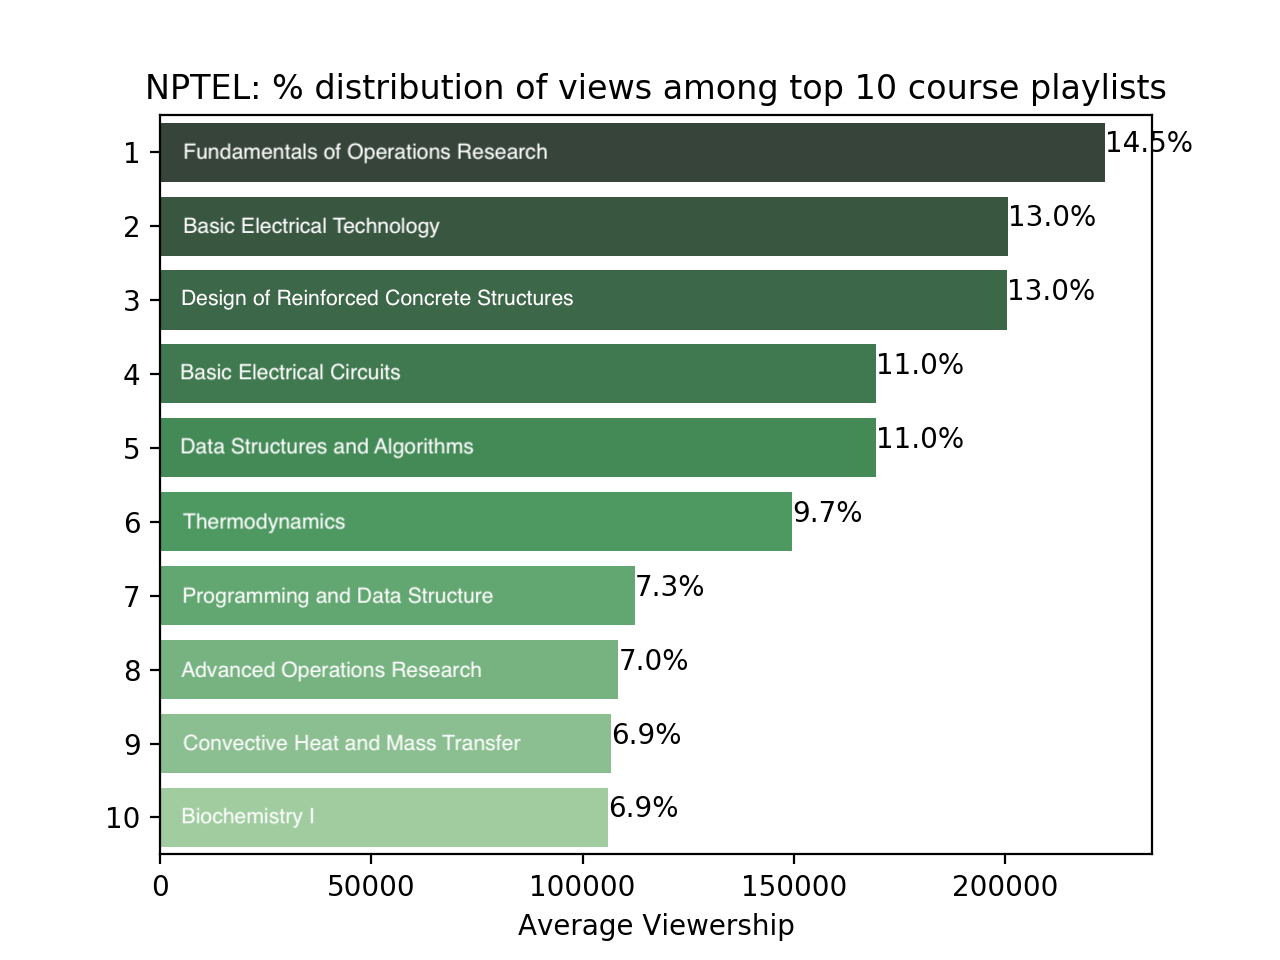 NPTEL: % distribution of views among top 10 course playlists
1 Fundamentals of Operations Research 14.5%
2 Basic Electrical Technology 13.0%
3 Design of Reinforced Concrete Structures 13.0%
4 Basic Electrical Circuits 11.0%
5 Data Structures and Algorithms 11.0%
6 Thermodynamics 9.7%
7 Programming and Data Structure 7.3%
8 Advanced Operations Research 7.0%
9 Convective Heat and Mass Transfer 6.9%
10 Biochemistry I 6.9%
0 50000 100000 150000 200000
Average Viewership